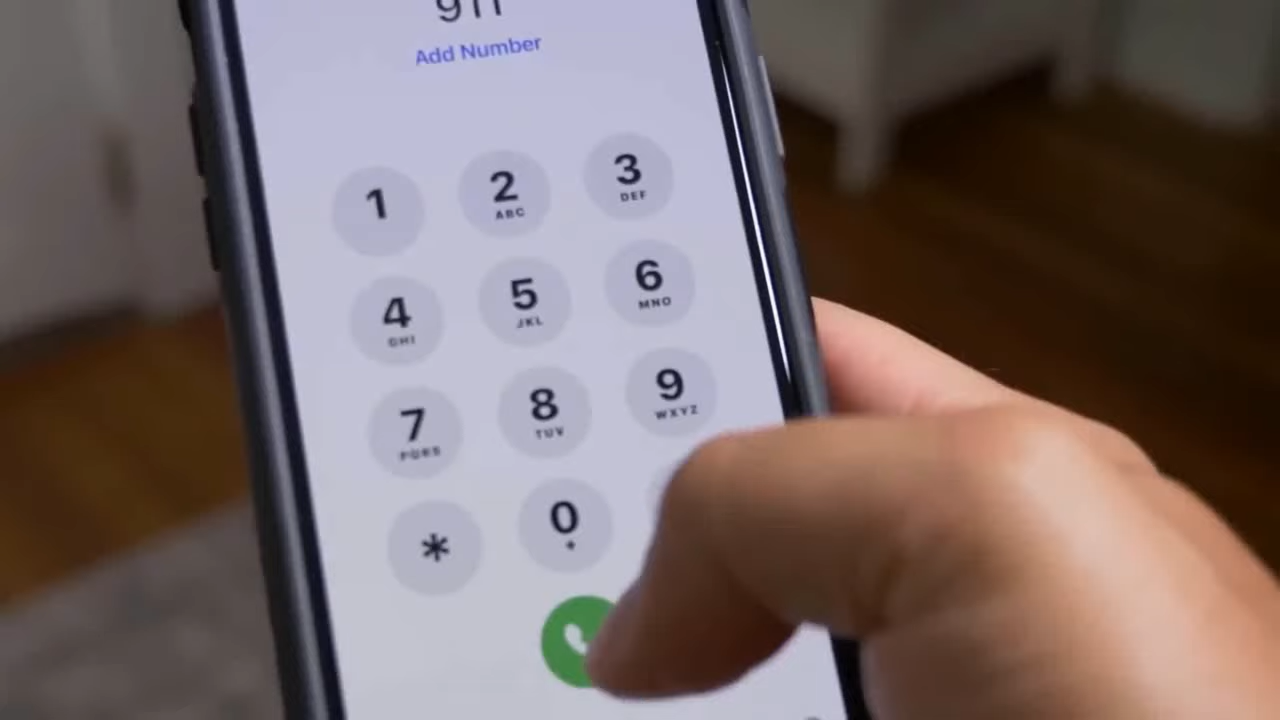 911
Add Number
1 2 3
ABC DEF
4 5 6
GHI JKL MNO
7 8 9
PQRS TUV WXYZ
* 0
+